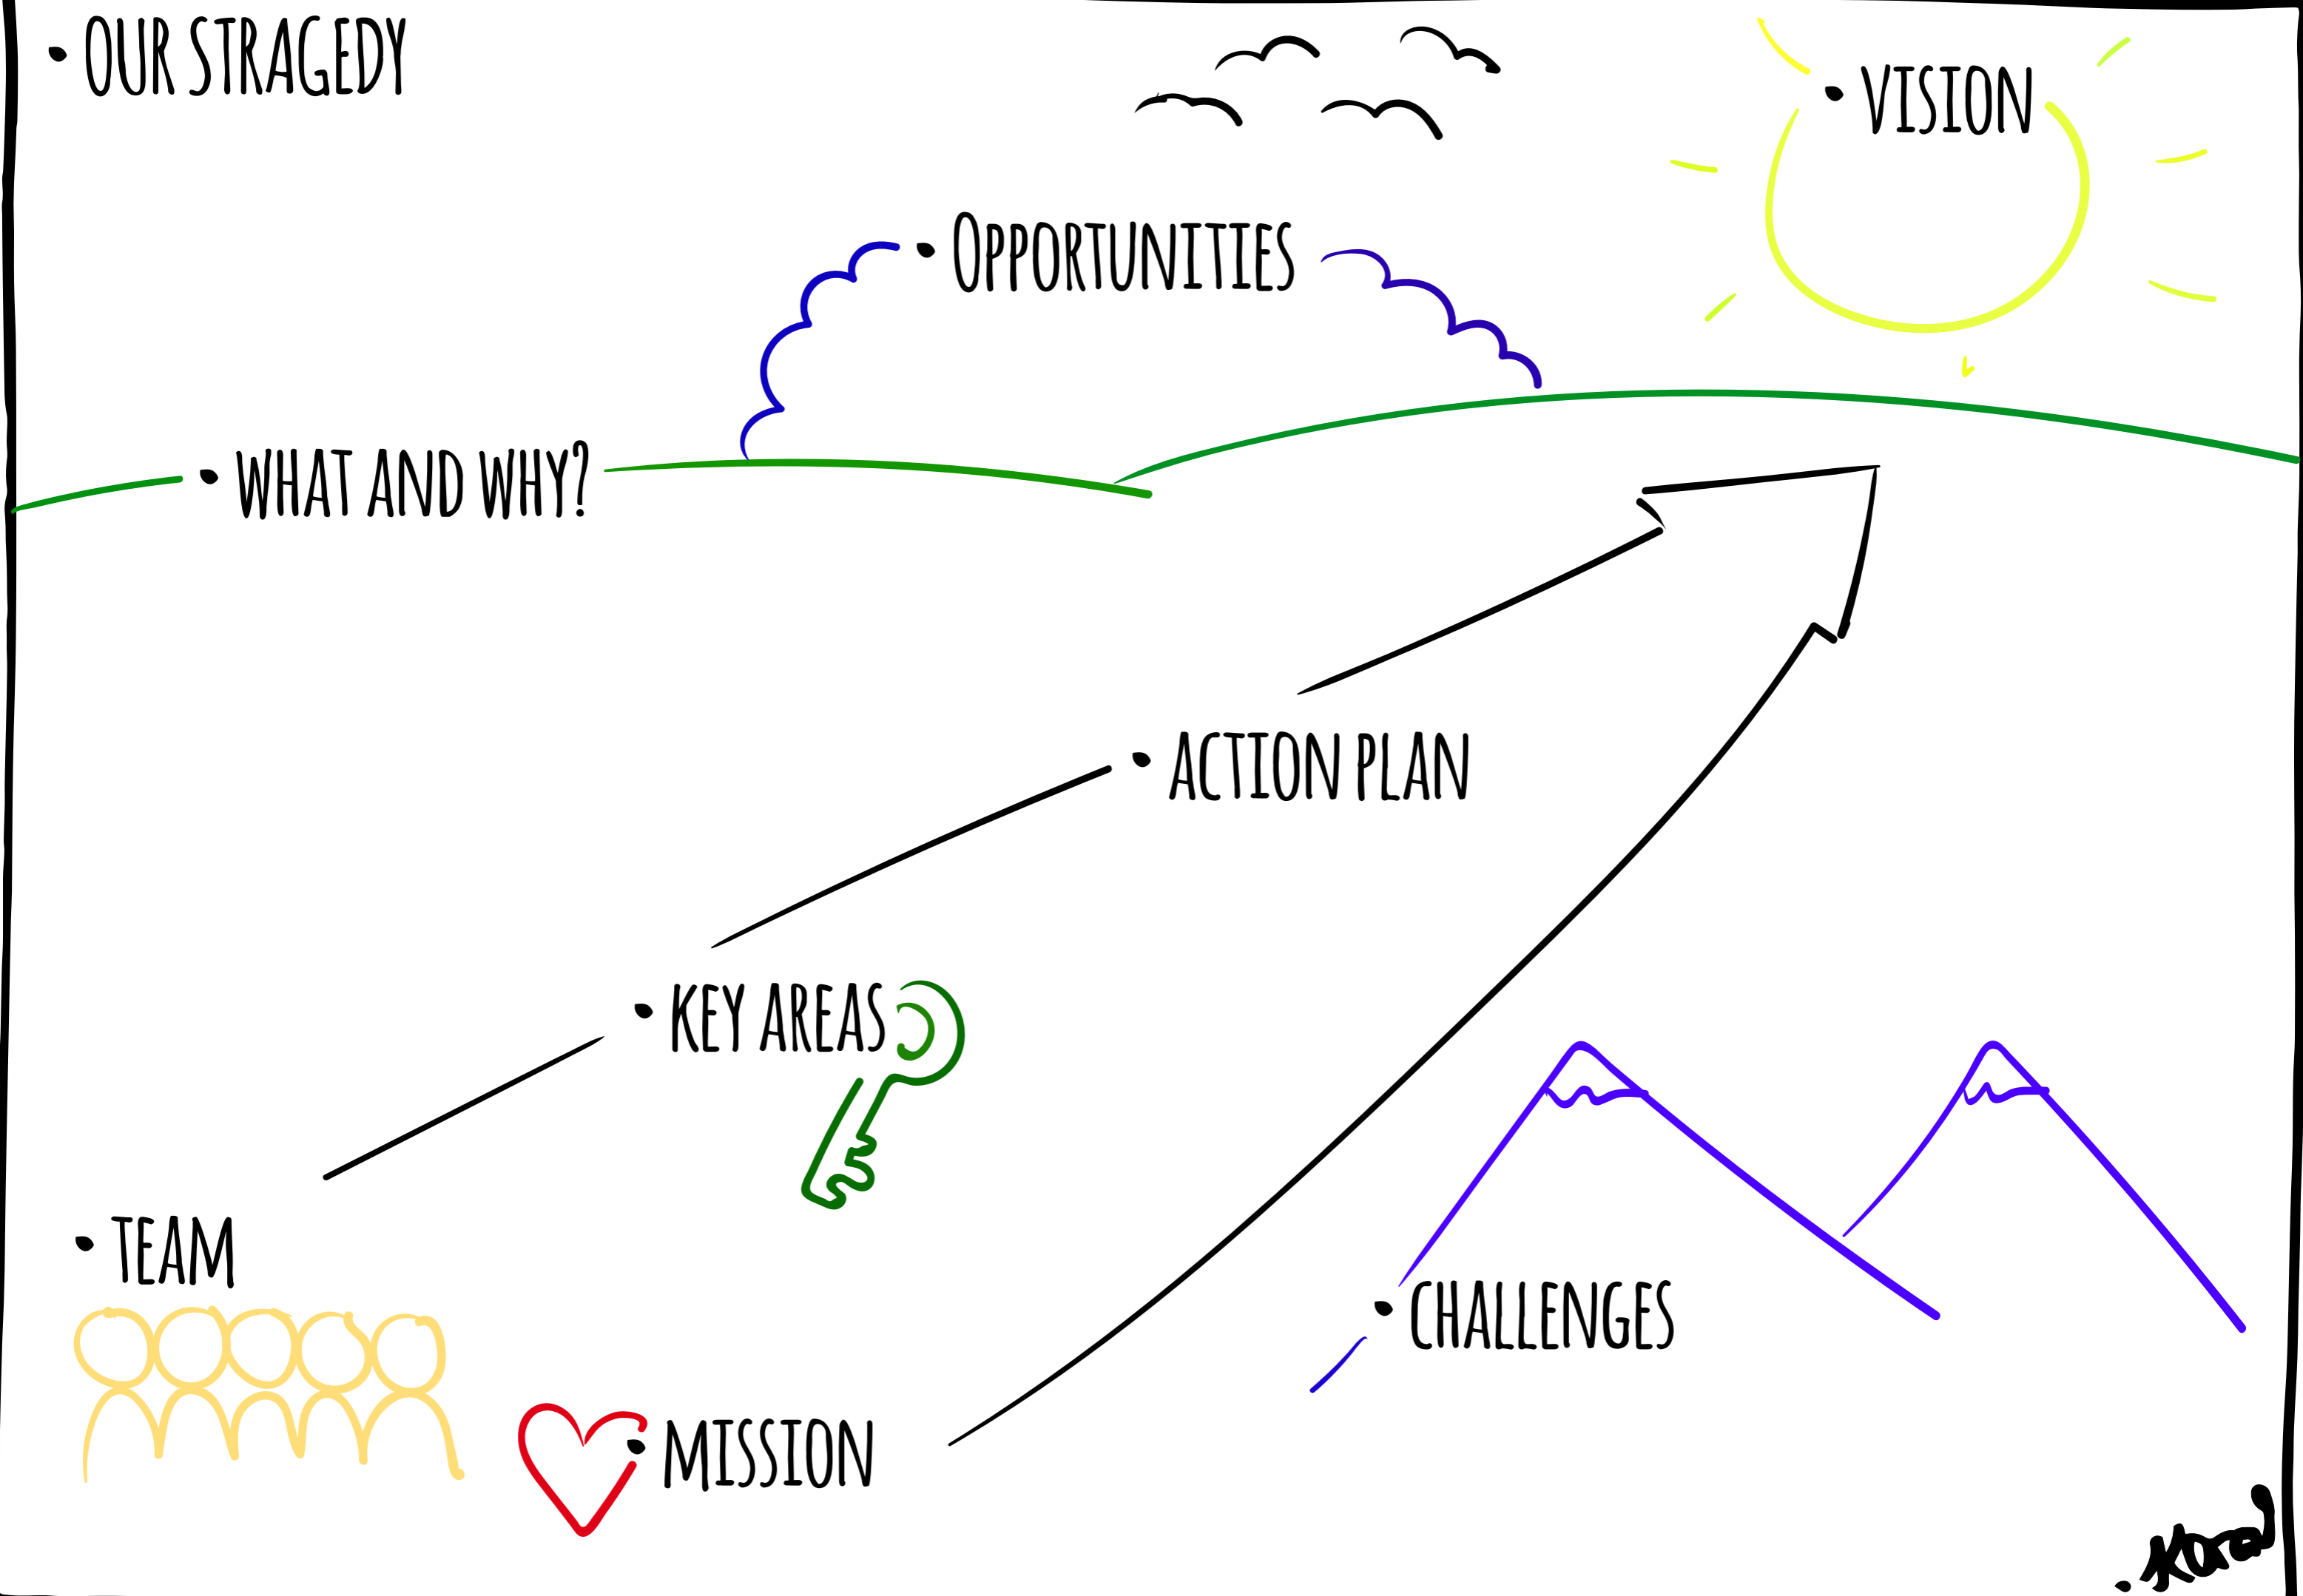 • OUR STRAGEDY
• VISION
• OPPORTUNITIES
• WHAT AND WHY?
• ACTION PLAN
• KEY AREAS
• TEAM
• CHALLENGES
• MISSION